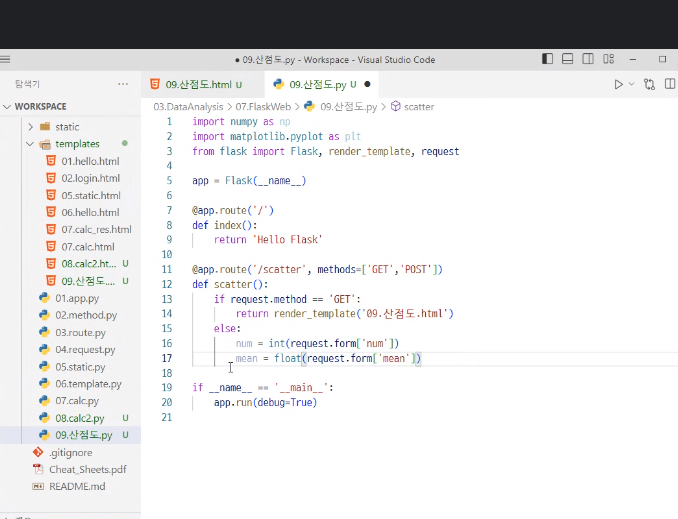 09.산점도.py - Workspace - Visual Studio Code
탐색기
09.산점도.html U
09.산점도.py U
WORKSPACE
03.DataAnalysis > 07.FlaskWeb > 09.산점도.py > scatter
static
templates
01.hello.html
02.login.html
05.static.html
06.hello.html
07.calc_res.html
07.calc.html
08.calc2.ht... U
09.산점도.... U
01.app.py
02.method.py
03.route.py
04.request.py
05.static.py
06.template.py
07.calc.py
08.calc2.py U
09.산점도.py U
.gitignore
Cheat_Sheets.pdf
README.md
1 import numpy as np
2 import matplotlib.pyplot as plt
3 from flask import Flask, render_template, request
4
5 app = Flask(__name__)
6
7 @app.route('/')
8 def index():
9 return 'Hello Flask'
10
11 @app.route('/scatter', methods=['GET','POST'])
12 def scatter():
13 if request.method == 'GET':
14 return render_template('09.산점도.html')
15 else:
16 num = int(request.form['num'])
17 mean = float(request.form['mean'])
18
19 if __name__ == '__main__':
20 app.run(debug=True)
21